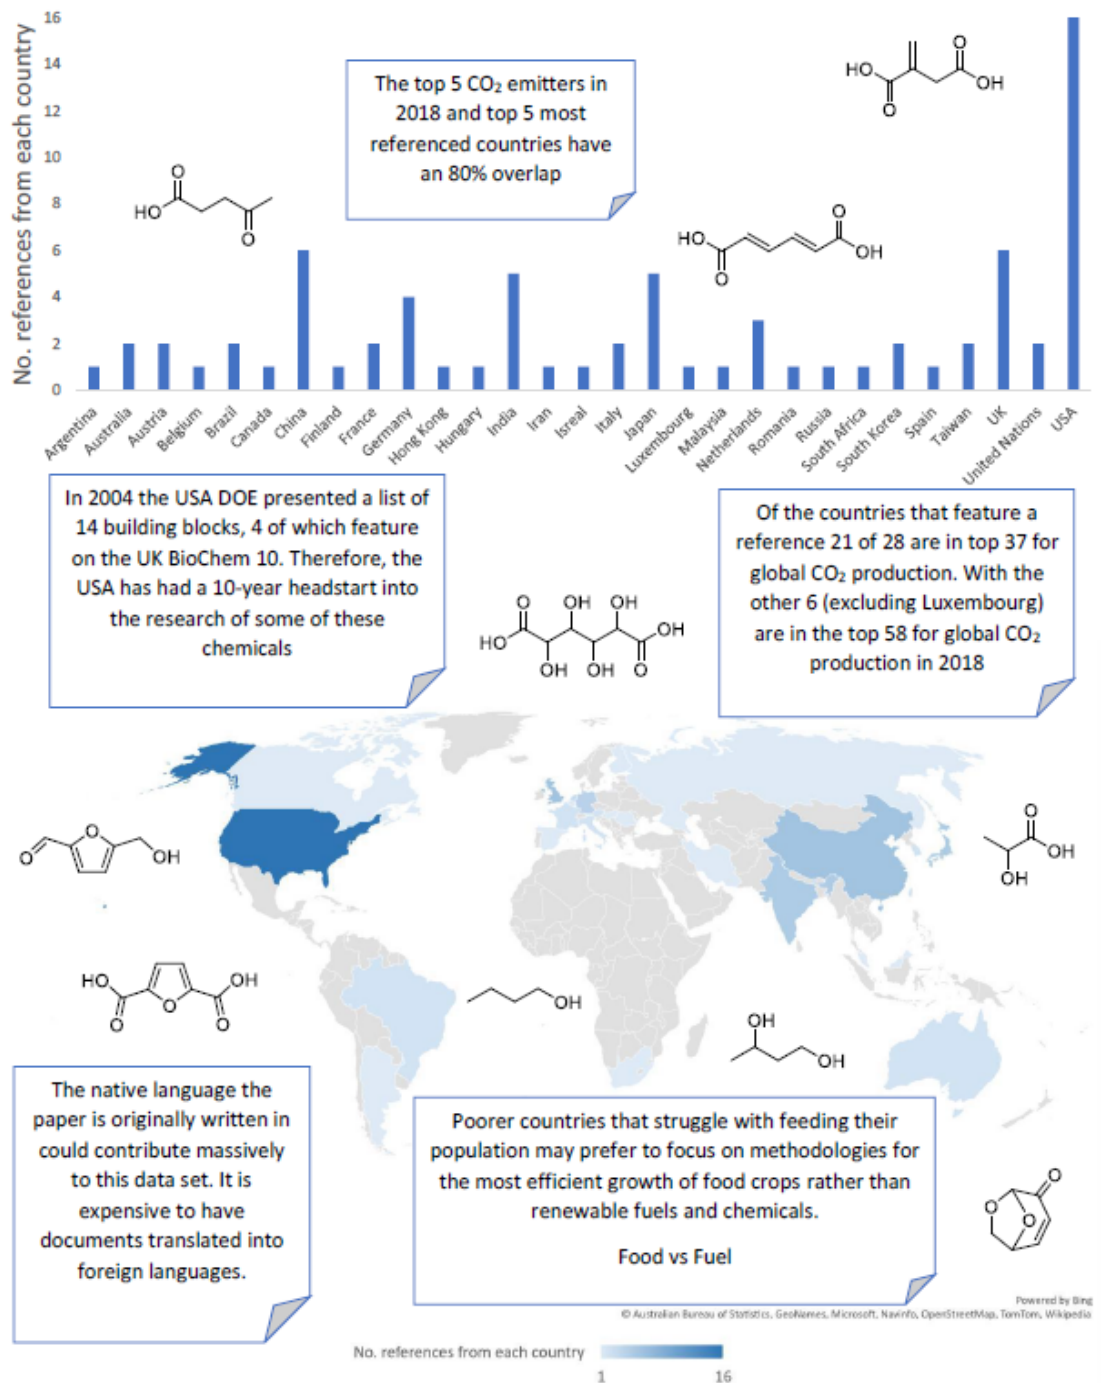 No. references from each country
16
14
12
10
8
6
4
2
0
The top 5 CO₂ emitters in
2018 and top 5 most
referenced countries have
an 80% overlap
O
HO
O
O
HO
OH
O
O
HO
OH
O
Argentina
Australia
Austria
Belgium
Brazil
Canada
China
Finland
France
Germany
Hong Kong
Hungary
India
Iran
Isreal
Italy
Japan
Luxembourg
Malaysia
Netherlands
Romania
Russia
South Africa
South Korea
Spain
Taiwan
UK
United Nations
USA
In 2004 the USA DOE presented a list of
14 building blocks, 4 of which feature
on the UK BioChem 10. Therefore, the
USA has had a 10-year headstart into
the research of some of these
chemicals
O OH OH
HO OH
OH OH O
Of the countries that feature a
reference 21 of 28 are in top 37 for
global CO₂ production. With the
other 6 (excluding Luxembourg)
are in the top 58 for global CO₂
production in 2018
O
O OH
O
OH
OH
HO OH
O O O
OH
OH
OH
The native language the
paper is originally written in
could contribute massively
to this data set. It is
expensive to have
documents translated into
foreign languages.
Poorer countries that struggle with feeding their
population may prefer to focus on methodologies for
the most efficient growth of food crops rather than
renewable fuels and chemicals.
Food vs Fuel
O
O
O
Powered by Bing
© Australian Bureau of Statistics, GeoNames, Microsoft, Navinfo, OpenStreetMap, TomTom, Wikipedia
No. references from each country
1 16